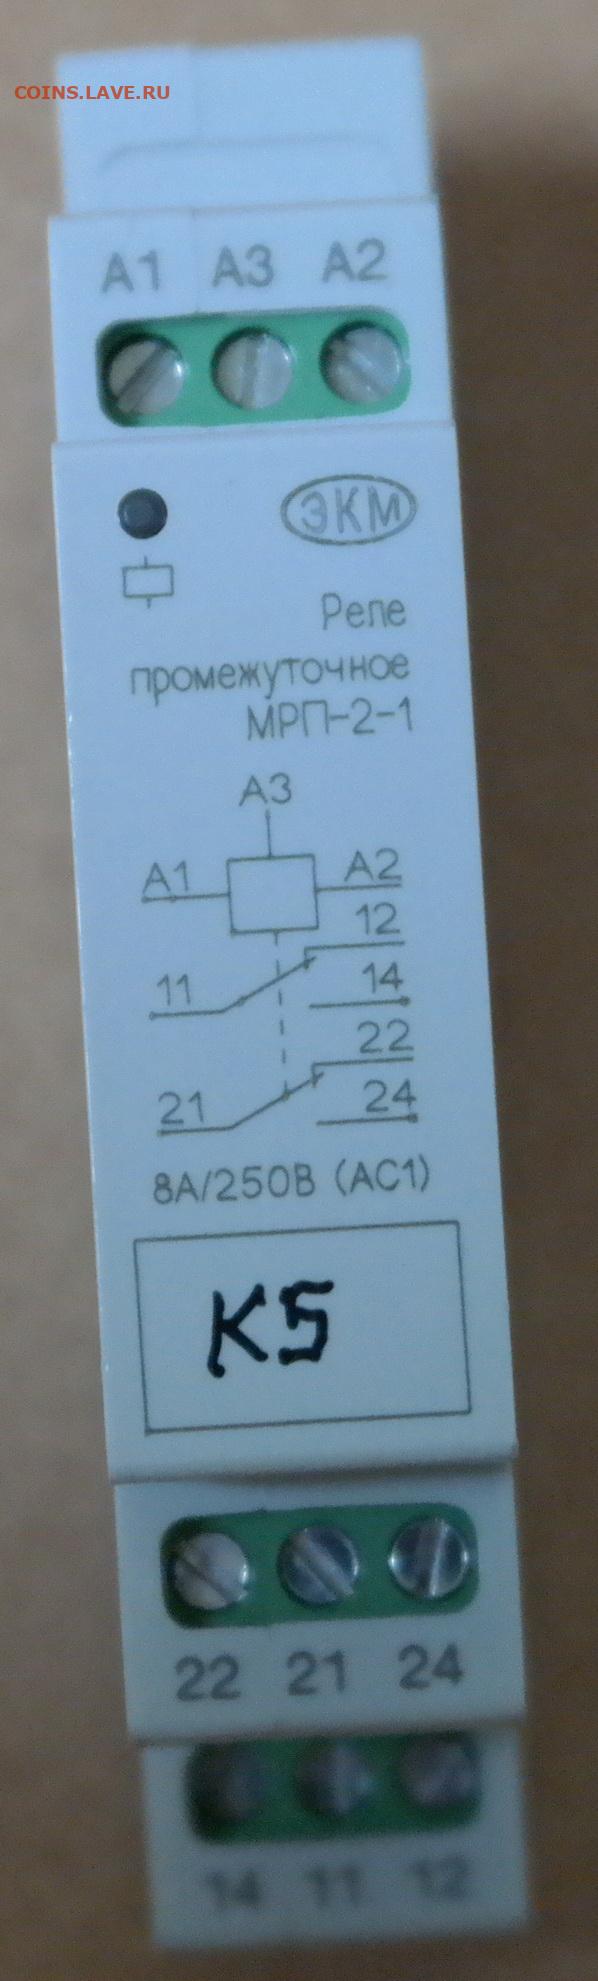 COINS.LAVE.RU
A1 A3 A2
ЭКМ
Реле
промежуточное
МРП-2-1
A3
A1 A2
12
11 14
22
21 24
8А/250В (АС1)
K5
22 21 24
14 11 12